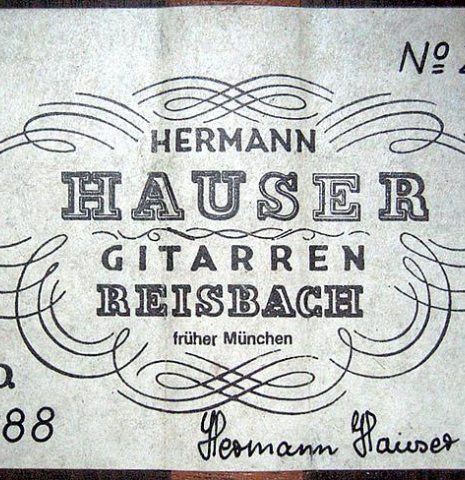 Nº
HERMANN
HAUSER
GITARREN
REISBACH
früher München
88
Hermann Hauser